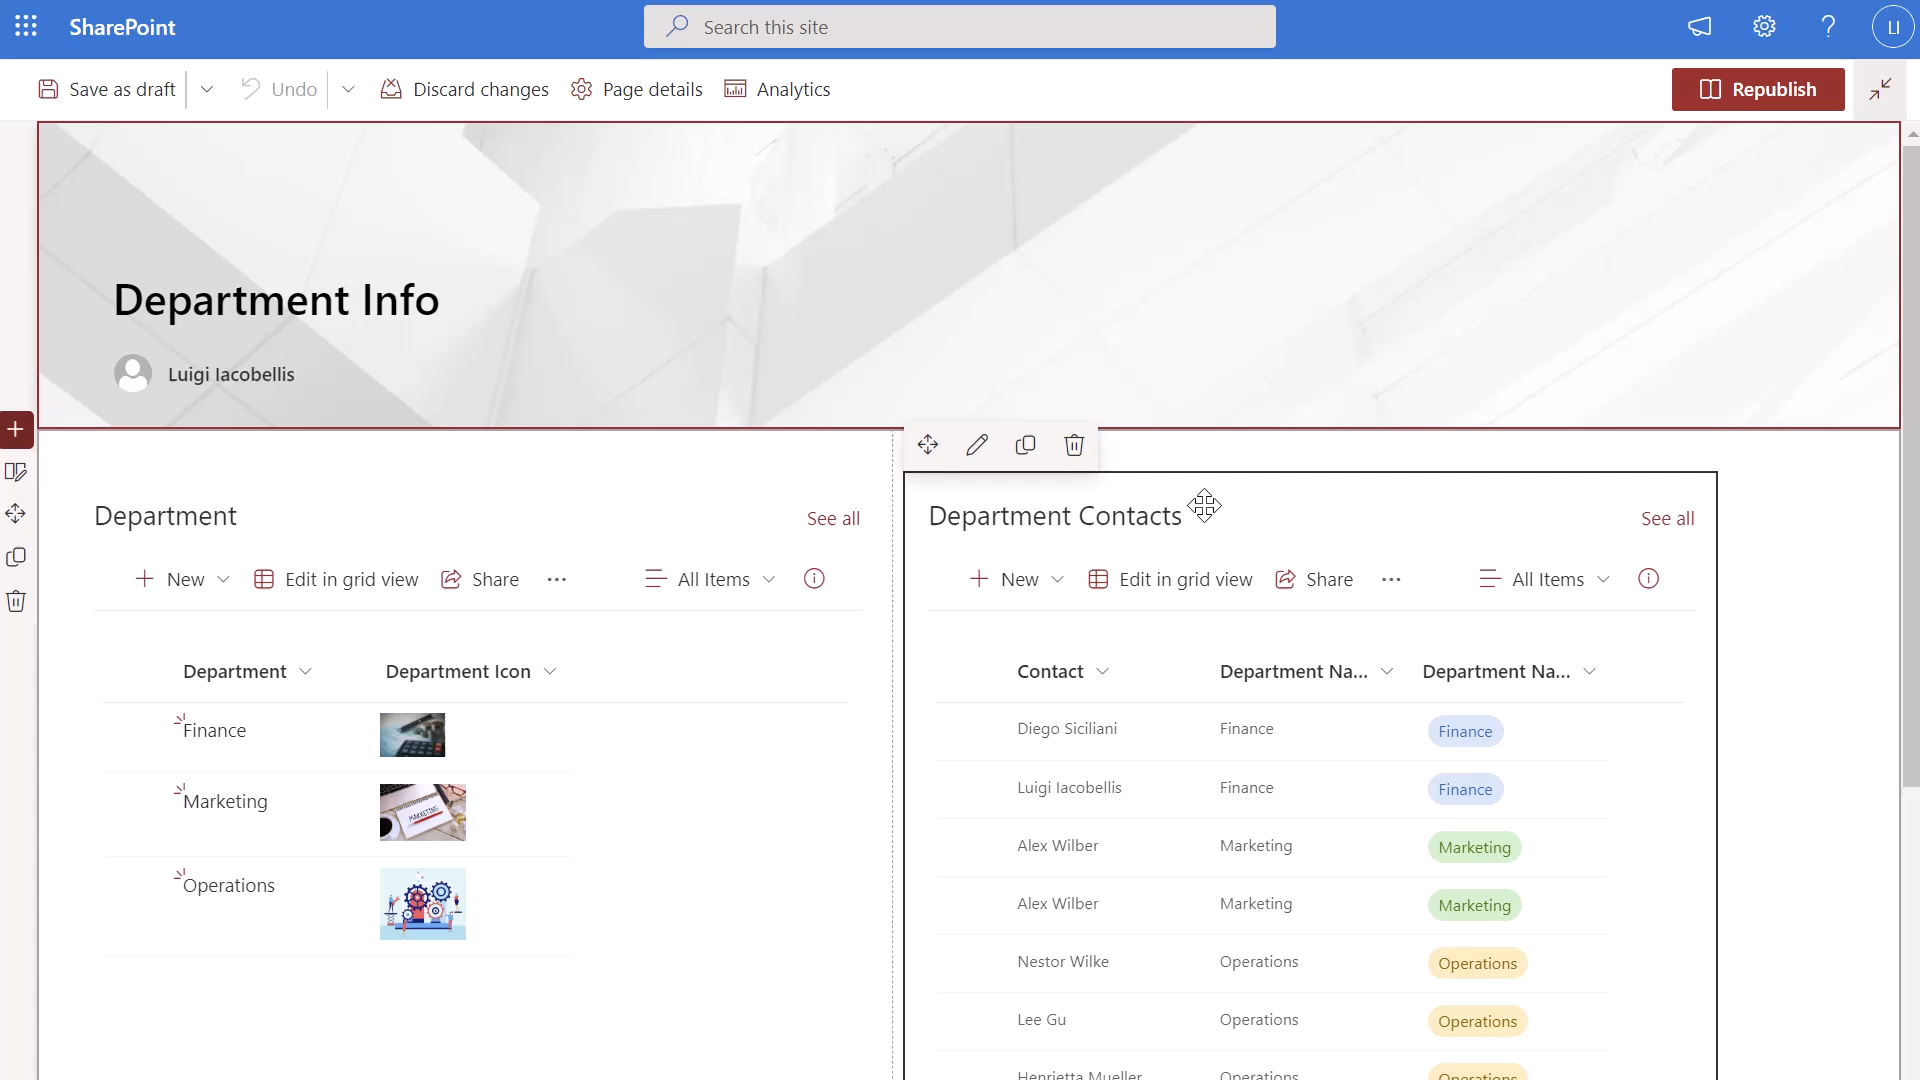 SharePoint
Search this site
LI
Save as draft
Undo
Discard changes
Page details
Analytics
Republish
Department Info
Luigi Iacobellis
Department
See all
New
Edit in grid view
Share
All Items
Department
Department Icon
Finance
Marketing
MARKETING
Operations
Department Contacts
See all
New
Edit in grid view
Share
All Items
Contact
Department Na...
Department Na...
Diego Siciliani
Finance
Finance
Luigi Iacobellis
Finance
Finance
Alex Wilber
Marketing
Marketing
Alex Wilber
Marketing
Marketing
Nestor Wilke
Operations
Operations
Lee Gu
Operations
Operations
Henrietta Mueller
Operations
Operations